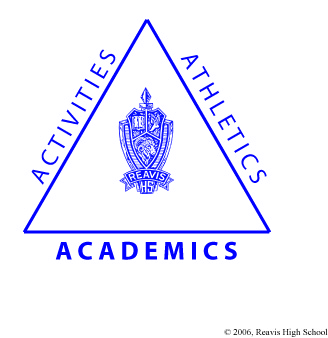 ACTIVITIES
ATHLETICS
REAVIS
HS
ACADEMICS
© 2006, Reavis High School